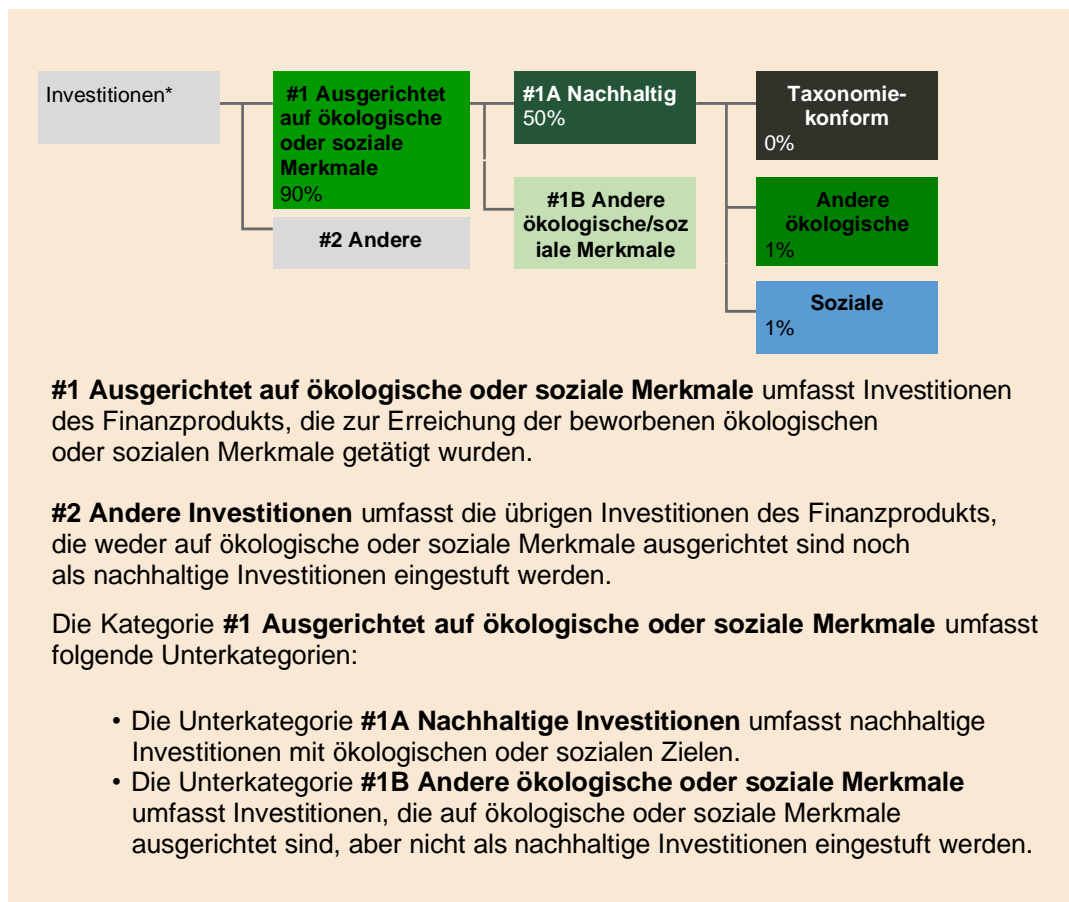 Investitionen*
#1 Ausgerichtet
auf ökologische
oder soziale
Merkmale
90%
#2 Andere
#1A Nachhaltig
50%
#1B Andere
ökologische/soz
iale Merkmale
Taxonomie-
konform
0%
Andere
ökologische
1%
Soziale
1%
#1 Ausgerichtet auf ökologische oder soziale Merkmale umfasst Investitionen
des Finanzprodukts, die zur Erreichung der beworbenen ökologischen
oder sozialen Merkmale getätigt wurden.
#2 Andere Investitionen umfasst die übrigen Investitionen des Finanzprodukts,
die weder auf ökologische oder soziale Merkmale ausgerichtet sind noch
als nachhaltige Investitionen eingestuft werden.
Die Kategorie #1 Ausgerichtet auf ökologische oder soziale Merkmale umfasst
folgende Unterkategorien:
• Die Unterkategorie #1A Nachhaltige Investitionen umfasst nachhaltige
Investitionen mit ökologischen oder sozialen Zielen.
• Die Unterkategorie #1B Andere ökologische oder soziale Merkmale
umfasst Investitionen, die auf ökologische oder soziale Merkmale
ausgerichtet sind, aber nicht als nachhaltige Investitionen eingestuft werden.